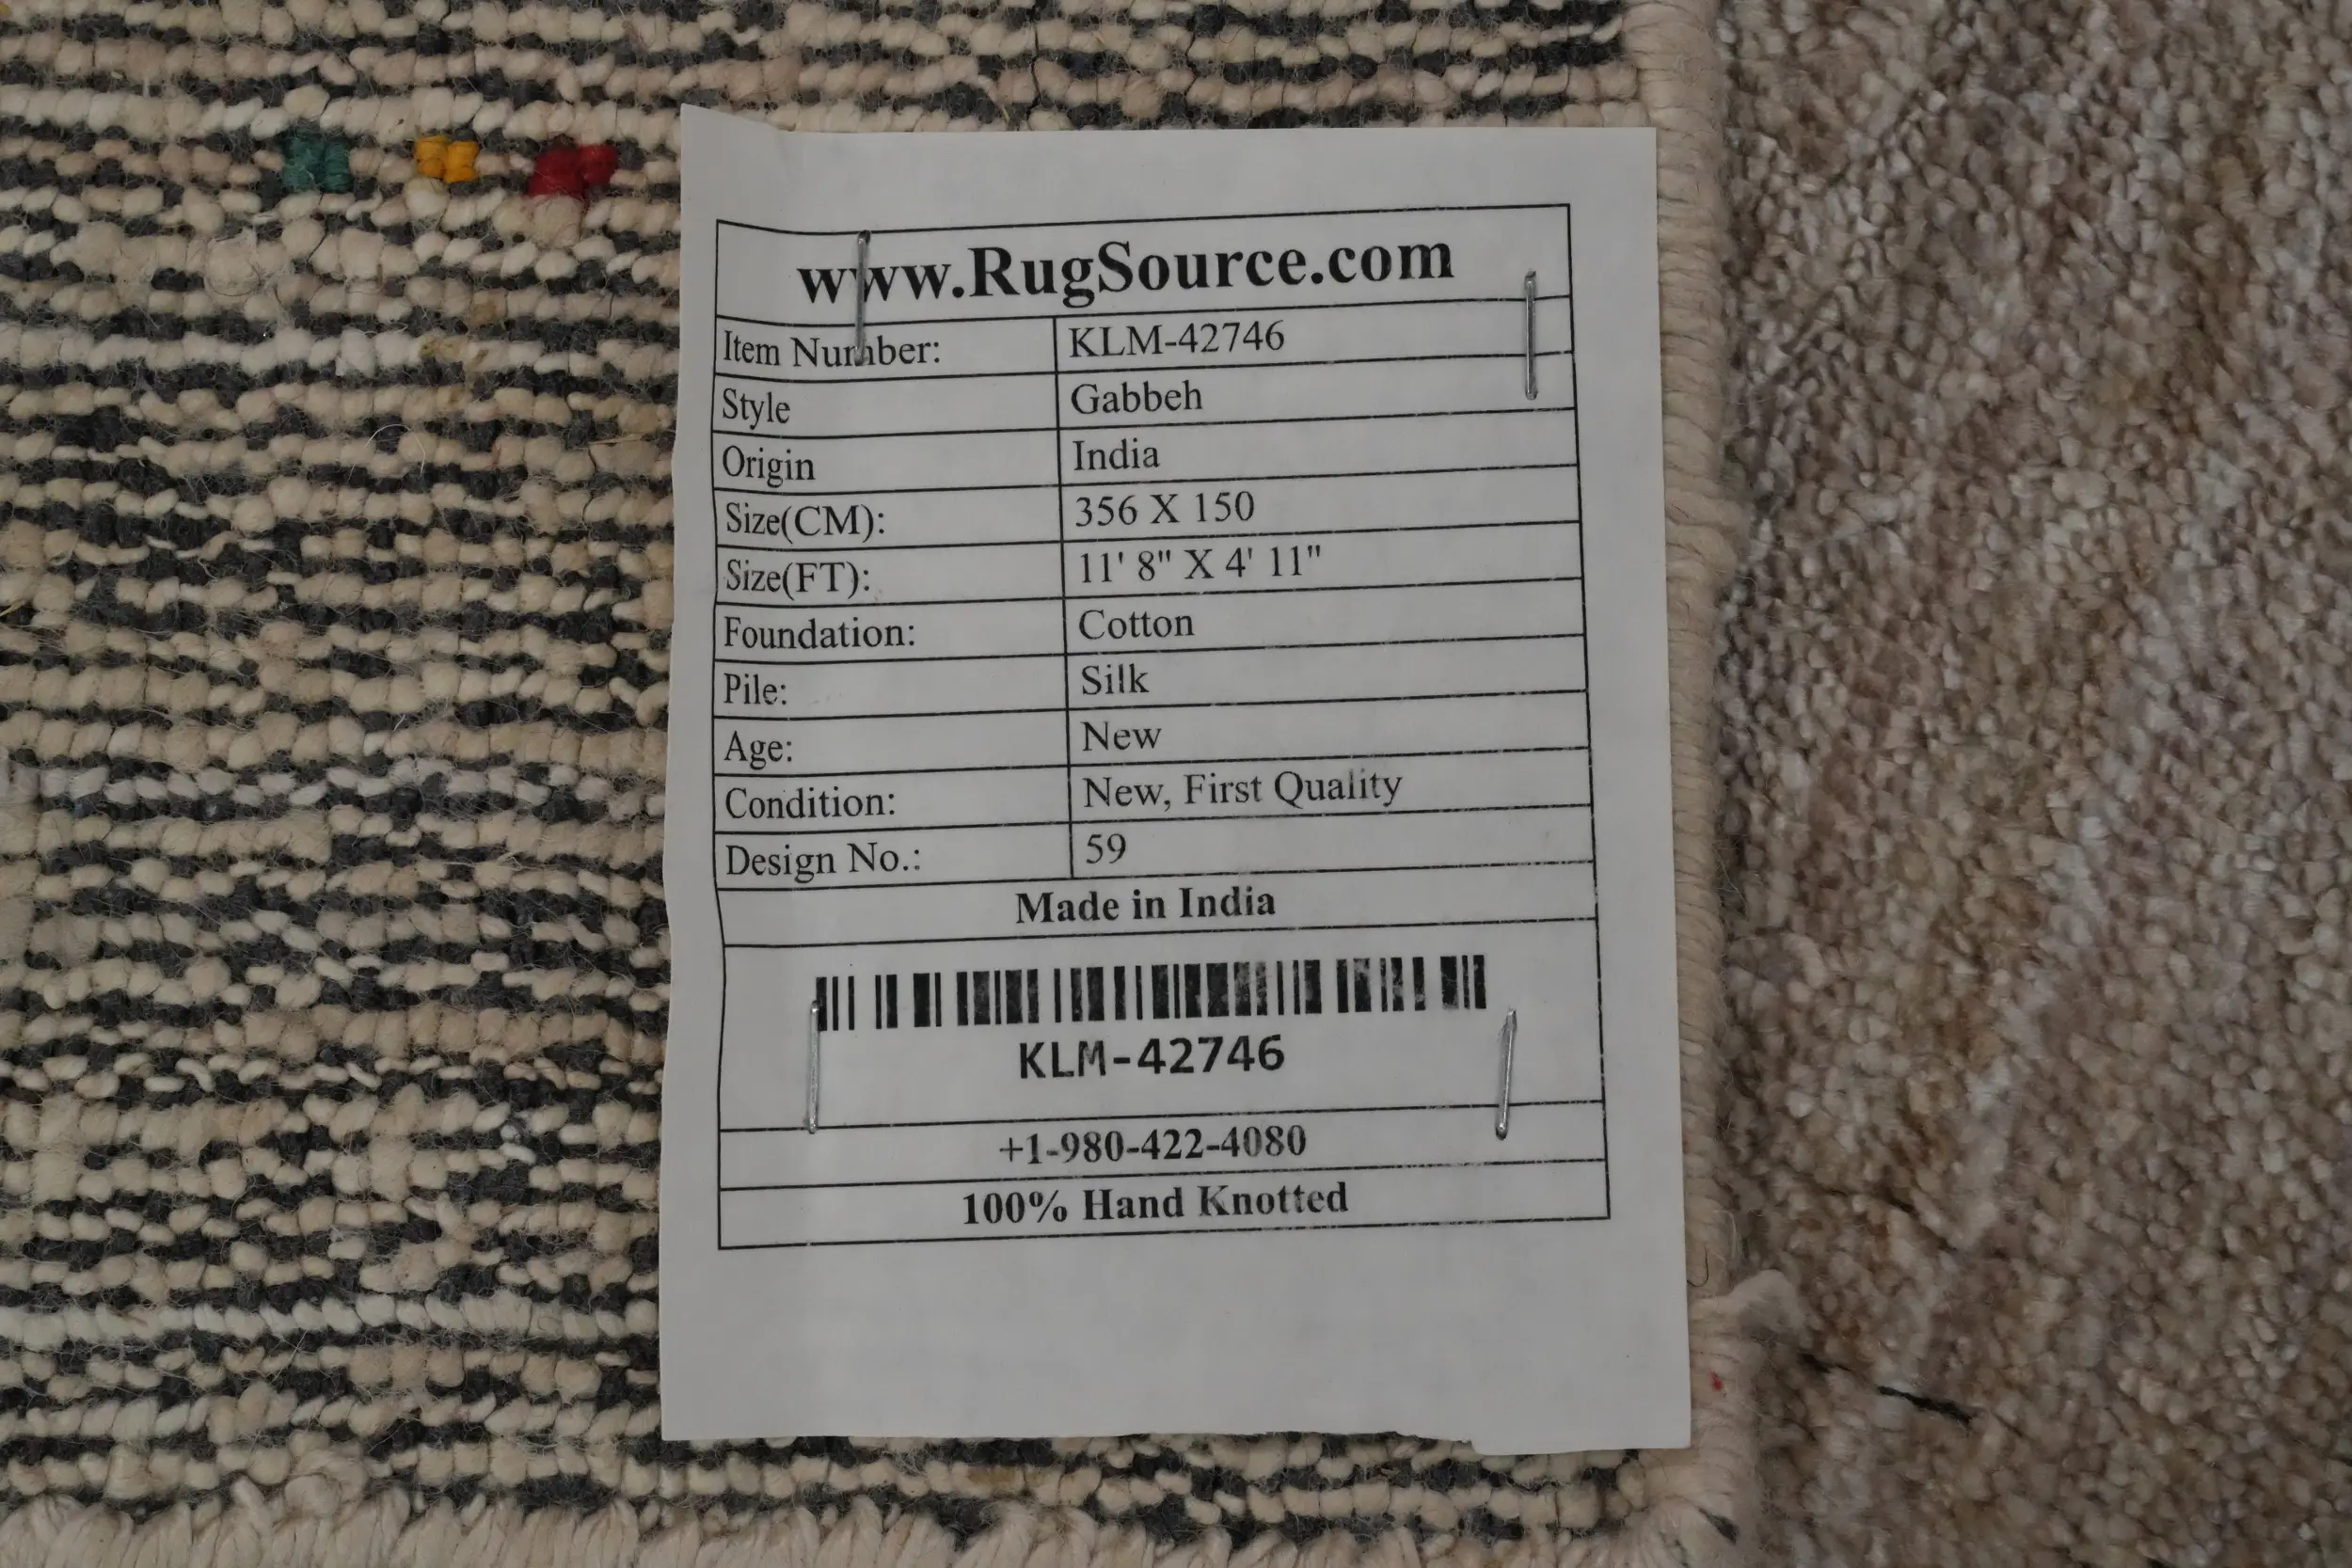 www.RugSource.com
Item Number: KLM-42746
Style Gabbeh
Origin India
Size(CM): 356 X 150
Size(FT): 11' 8" X 4' 11"
Foundation: Cotton
Pile: Silk
Age: New
Condition: New, First Quality
Design No.: 59
Made in India
KLM-42746
+1-980-422-4080
100% Hand Knotted